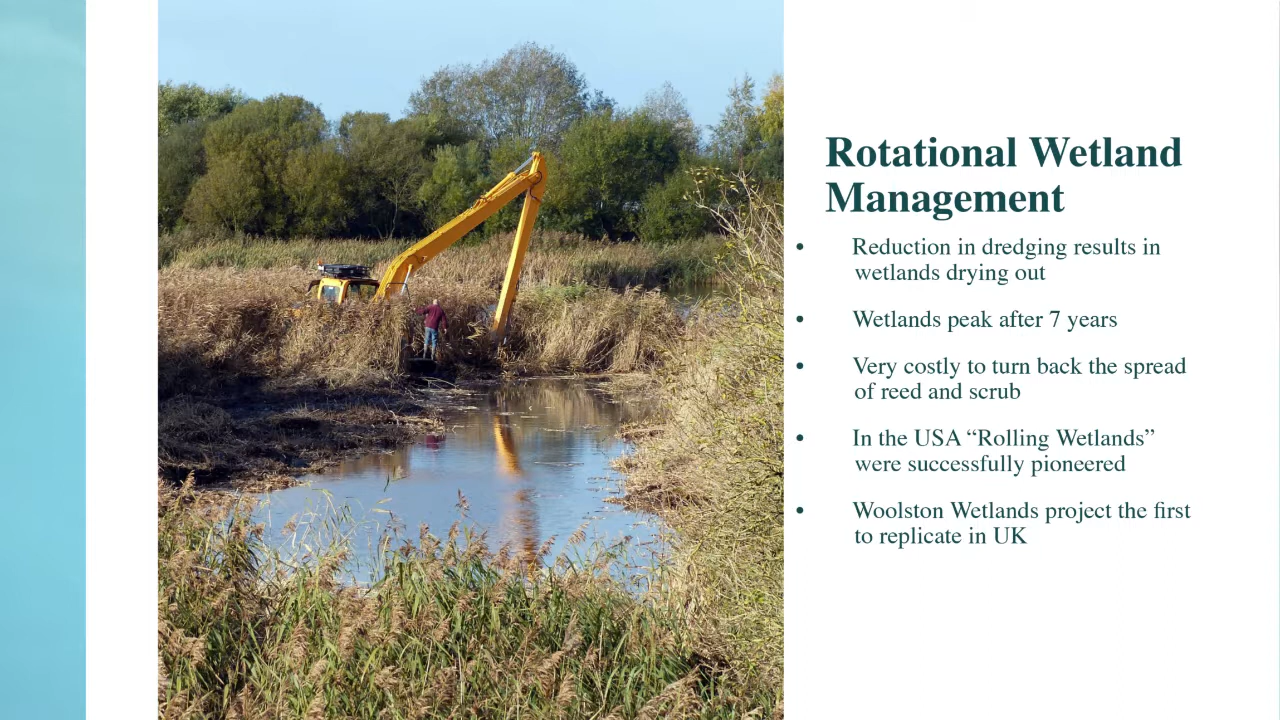 Rotational Wetland
Management
• Reduction in dredging results in
wetlands drying out
• Wetlands peak after 7 years
• Very costly to turn back the spread
of reed and scrub
• In the USA “Rolling Wetlands”
were successfully pioneered
• Woolston Wetlands project the first
to replicate in UK